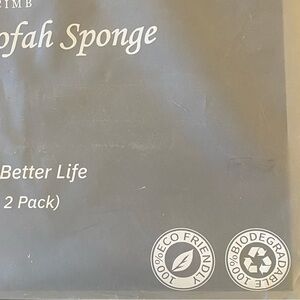 ofah Sponge
Better Life
2 Pack)
100% ECO FRIENDLY
100% BIODEGRADABLE